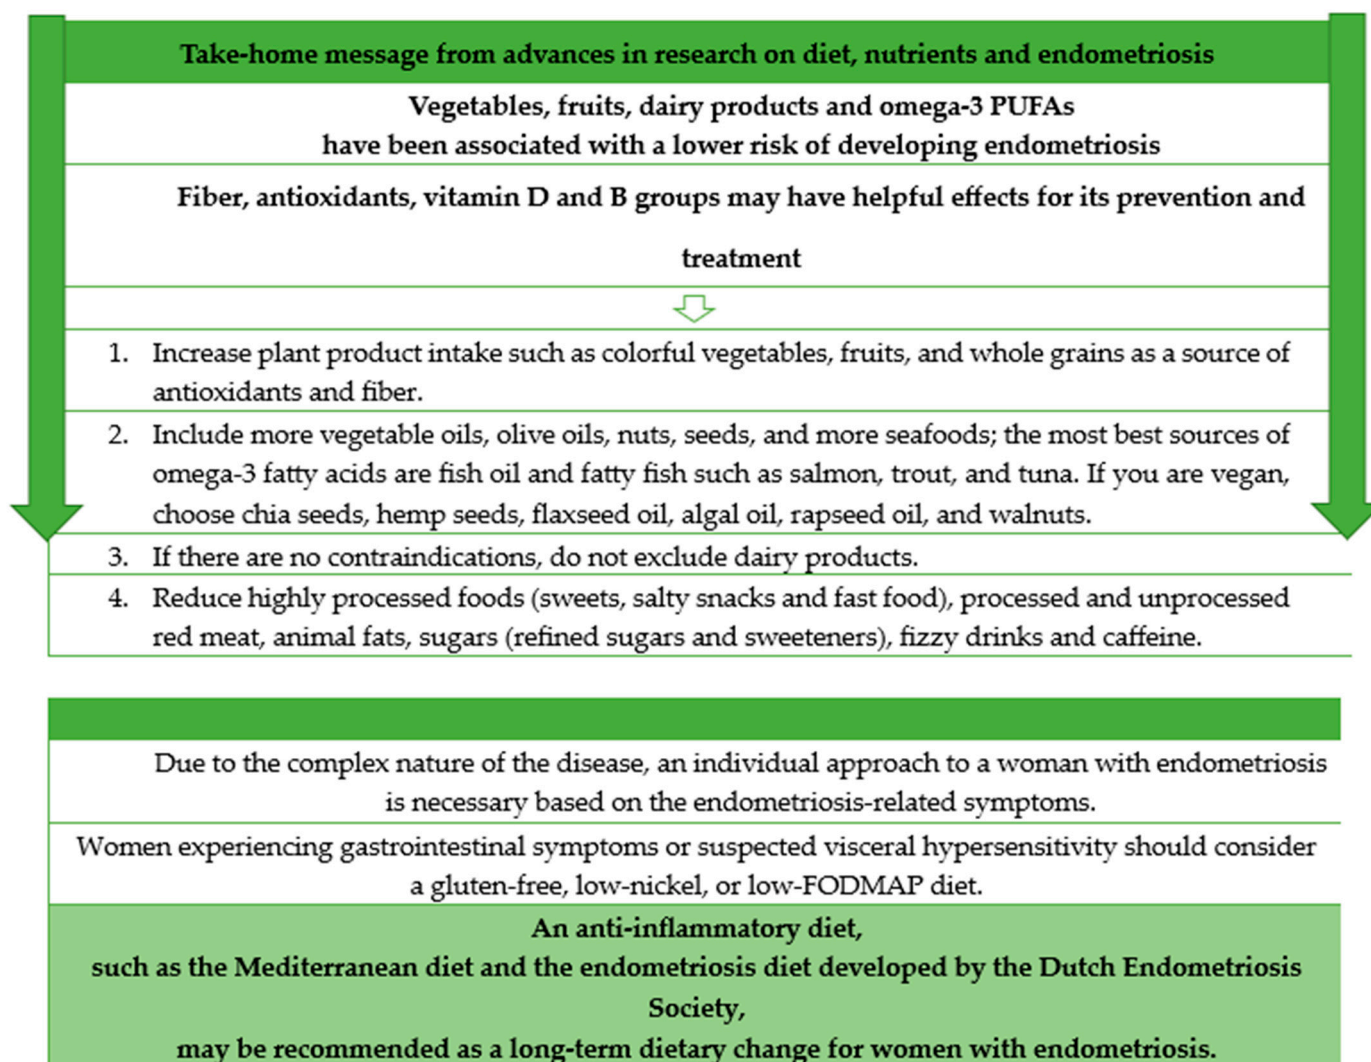 Take-home message from advances in research on diet, nutrients and endometriosis
Vegetables, fruits, dairy products and omega-3 PUFAs
have been associated with a lower risk of developing endometriosis
Fiber, antioxidants, vitamin D and B groups may have helpful effects for its prevention and
treatment
1. Increase plant product intake such as colorful vegetables, fruits, and whole grains as a source of
antioxidants and fiber.
2. Include more vegetable oils, olive oils, nuts, seeds, and more seafoods; the most best sources of
omega-3 fatty acids are fish oil and fatty fish such as salmon, trout, and tuna. If you are vegan,
choose chia seeds, hemp seeds, flaxseed oil, algal oil, rapseed oil, and walnuts.
3. If there are no contraindications, do not exclude dairy products.
4. Reduce highly processed foods (sweets, salty snacks and fast food), processed and unprocessed
red meat, animal fats, sugars (refined sugars and sweeteners), fizzy drinks and caffeine.
Due to the complex nature of the disease, an individual approach to a woman with endometriosis
is necessary based on the endometriosis-related symptoms.
Women experiencing gastrointestinal symptoms or suspected visceral hypersensitivity should consider
a gluten-free, low-nickel, or low-FODMAP diet.
An anti-inflammatory diet,
such as the Mediterranean diet and the endometriosis diet developed by the Dutch Endometriosis
Society,
may be recommended as a long-term dietary change for women with endometriosis.